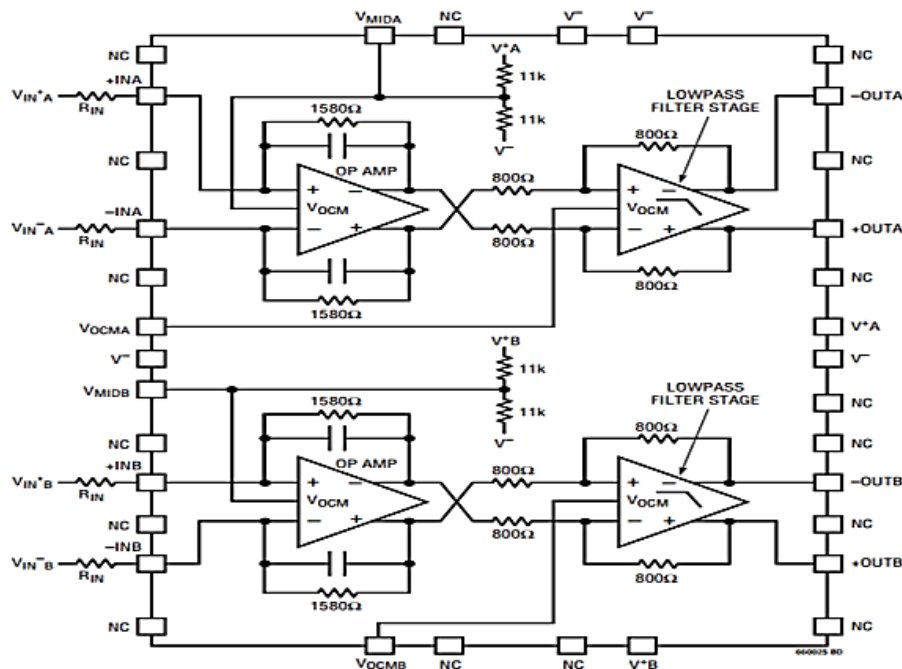 VMIDA NC V⁻ V⁻
NC V⁺A NC
+INA 11k LOWPASS
FILTER STAGE
VIN⁺A RIN 1580Ω –OUTA
11k
V⁻
NC OP AMP 800Ω 800Ω NC
+ – + –
VOCM VOCM
–INA – + – +
VIN⁻A RIN 800Ω +OUTA
NC 800Ω NC
1580Ω
VOCMA V⁺B V⁺A
V⁻ 11k V⁻
VMIDB LOWPASS
FILTER STAGE
1580Ω 11k NC
V⁻
NC 800Ω NC
+INB OP AMP 800Ω
VIN⁺B RIN + – + – –OUTB
VOCM VOCM
NC – + – + NC
–INB 800Ω
VIN⁻B RIN 800Ω +OUTB
1580Ω
NC NC
660025 BD
VOCMB NC NC V⁺B